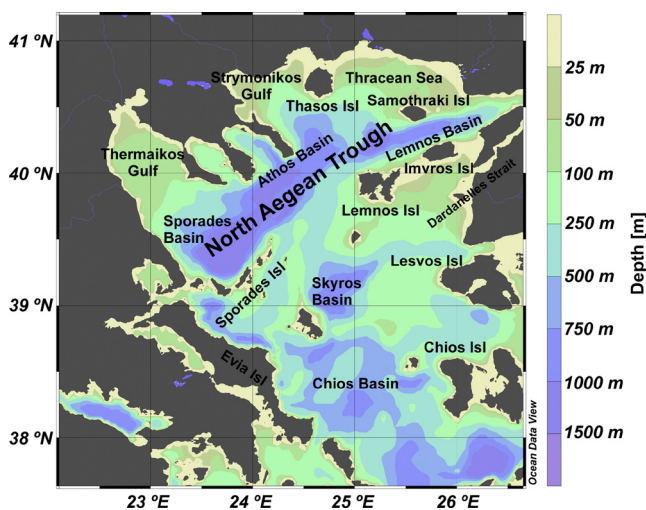 41 ºN
40 ºN
39 ºN
38 ºN
23 ºE
24 ºE
25 ºE
26 ºE
Strymonikos
Gulf
Thracean Sea
Thasos Isl
Samothraki Isl
Thermaikos
Gulf
Athos Basin
Lemnos Basin
North Aegean Trough
Imvros Isl
Dardanelles Strait
Lemnos Isl
Sporades
Basin
Sporades Isl
Skyros
Basin
Lesvos Isl
Evia Isl
Chios Isl
Chios Basin
Ocean Data View
25 m
50 m
100 m
250 m
500 m
750 m
1000 m
1500 m
Depth [m]